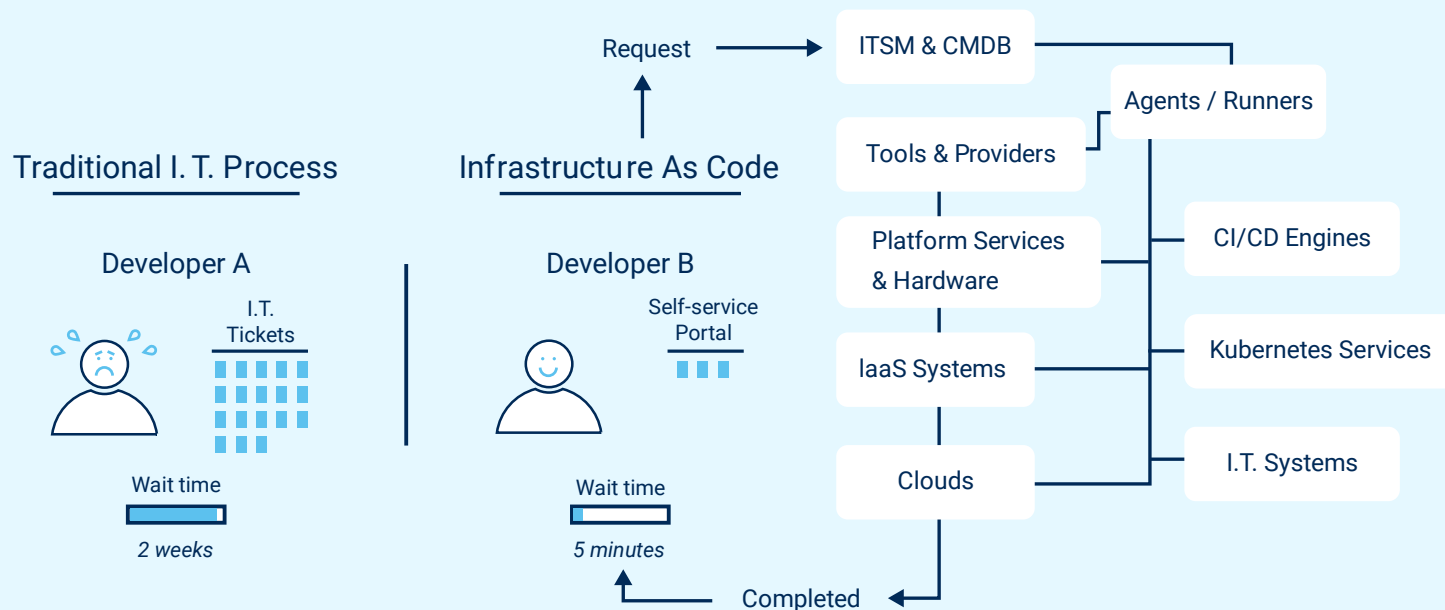 Traditional I. T. Process
Developer A
I.T.
Tickets
Wait time
2 weeks
Infrastructure As Code
Developer B
Self-service
Portal
Wait time
5 minutes
Request
ITSM & CMDB
Agents / Runners
Tools & Providers
Platform Services
& Hardware
CI/CD Engines
IaaS Systems
Kubernetes Services
Clouds
I.T. Systems
Completed